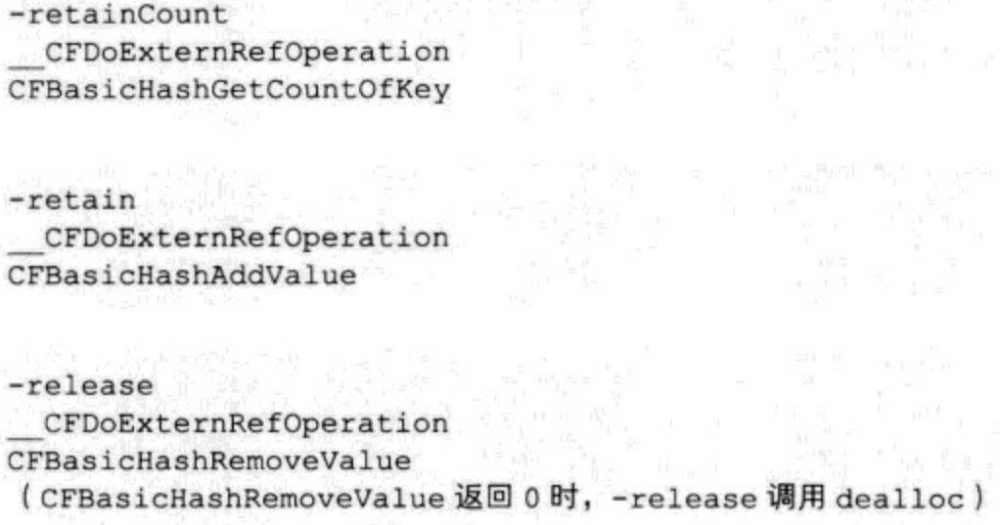 -retainCount
__CFDoExternRefOperation
CFBasicHashGetCountOfKey
-retain
__CFDoExternRefOperation
CFBasicHashAddValue
-release
__CFDoExternRefOperation
CFBasicHashRemoveValue
（CFBasicHashRemoveValue 返回 0 时，-release 调用 dealloc）